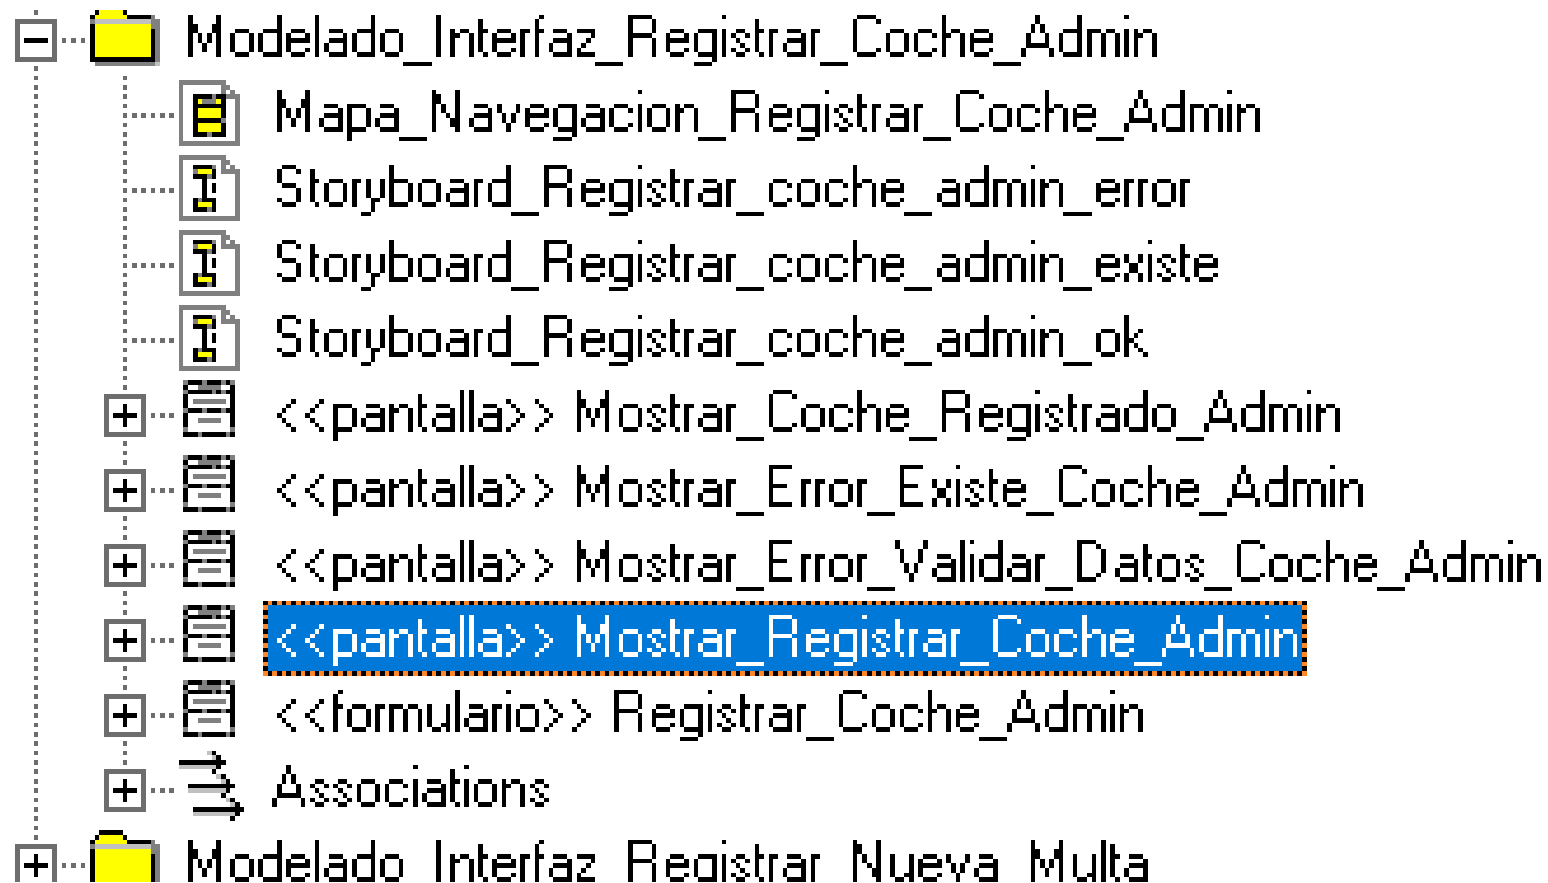 Modelado_Interfaz_Registrar_Coche_Admin
Mapa_Navegacion_Registrar_Coche_Admin
Storyboard_Registrar_coche_admin_error
Storyboard_Registrar_coche_admin_existe
Storyboard_Registrar_coche_admin_ok
<<pantalla>> Mostrar_Coche_Registrado_Admin
<<pantalla>> Mostrar_Error_Existe_Coche_Admin
<<pantalla>> Mostrar_Error_Validar_Datos_Coche_Admin
<<pantalla>> Mostrar_Registrar_Coche_Admin
<<formulario>> Registrar_Coche_Admin
Associations
Modelado_Interfaz_Registrar_Nueva_Multa